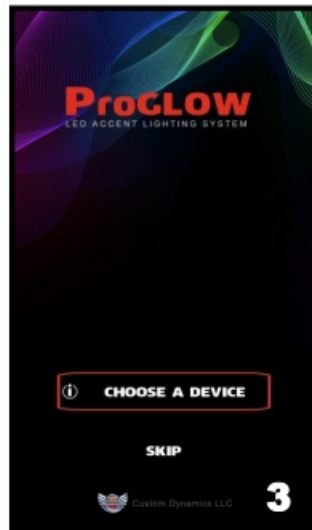 PROGLOW
LED ACCENT LIGHTING SYSTEM
CHOOSE A DEVICE
SKIP
Custom Dynamics LLC
3